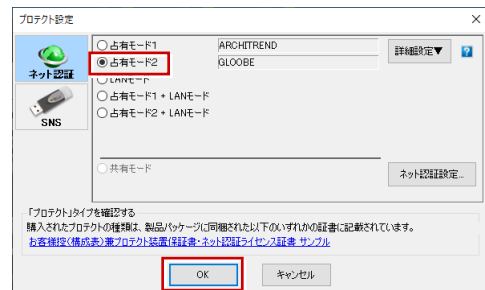 プロテクト設定
ネット認証
SNS
占有モード1 ARCHITREND
占有モード2 GLOOBE
LANモード
占有モード1 + LANモード
占有モード2 + LANモード
共有モード
詳細設定▼ ?
ネット認証設定...
「プロテクト」タイプを確認する
購入されたプロテクトの種類は、製品パッケージに同梱された以下のいずれかの証書に記載されています。
お客様控(構成表)兼プロテクト装置保証書・ネット認証ライセンス証書 サンプル
OK キャンセル